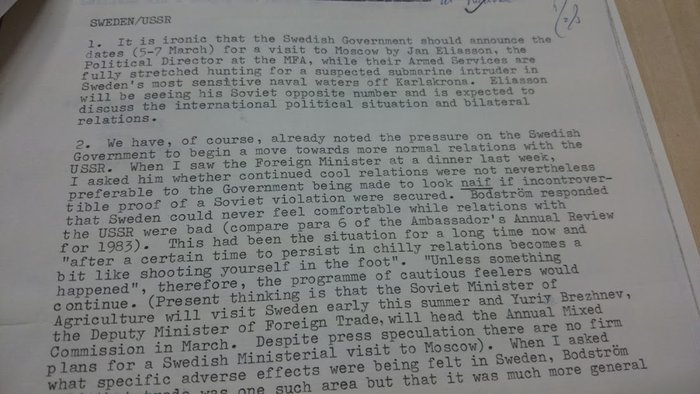 SWEDEN/USSR
1. It is ironic that the Swedish Government should announce the
dates (5-7 March) for a visit to Moscow by Jan Eliasson, the
Political Director at the MFA, while their Armed Services are
fully stretched hunting for a suspected submarine intruder in
Sweden's most sensitive naval waters off Karlskrona. Eliasson
will be seeing his Soviet opposite number and is expected to
discuss the international political situation and bilateral
relations.
2. We have, of course, already noted the pressure on the Swedish
Government to begin a move towards more normal relations with the
USSR. When I saw the Foreign Minister at a dinner last week,
I asked him whether continued cool relations were not nevertheless
preferable to the Government being made to look naif if incontrover-
tible proof of a Soviet violation were secured. Bodström responded
that Sweden could never feel comfortable while relations with
the USSR were bad (compare para 6 of the Ambassador's Annual Review
for 1983). This had been the situation for a long time now and
"after a certain time to persist in chilly relations becomes a
bit like shooting yourself in the foot". "Unless something
happened", therefore, the programme of cautious feelers would
continue. (Present thinking is that the Soviet Minister of
Agriculture will visit Sweden early this summer and Yuriy Brezhnev,
the Deputy Minister of Foreign Trade, will head the Annual Mixed
Commission in March. Despite press speculation there are no firm
plans for a Swedish Ministerial visit to Moscow). When I asked
what specific adverse effects were being felt in Sweden, Bodström
trade was one such area but that it was much more general